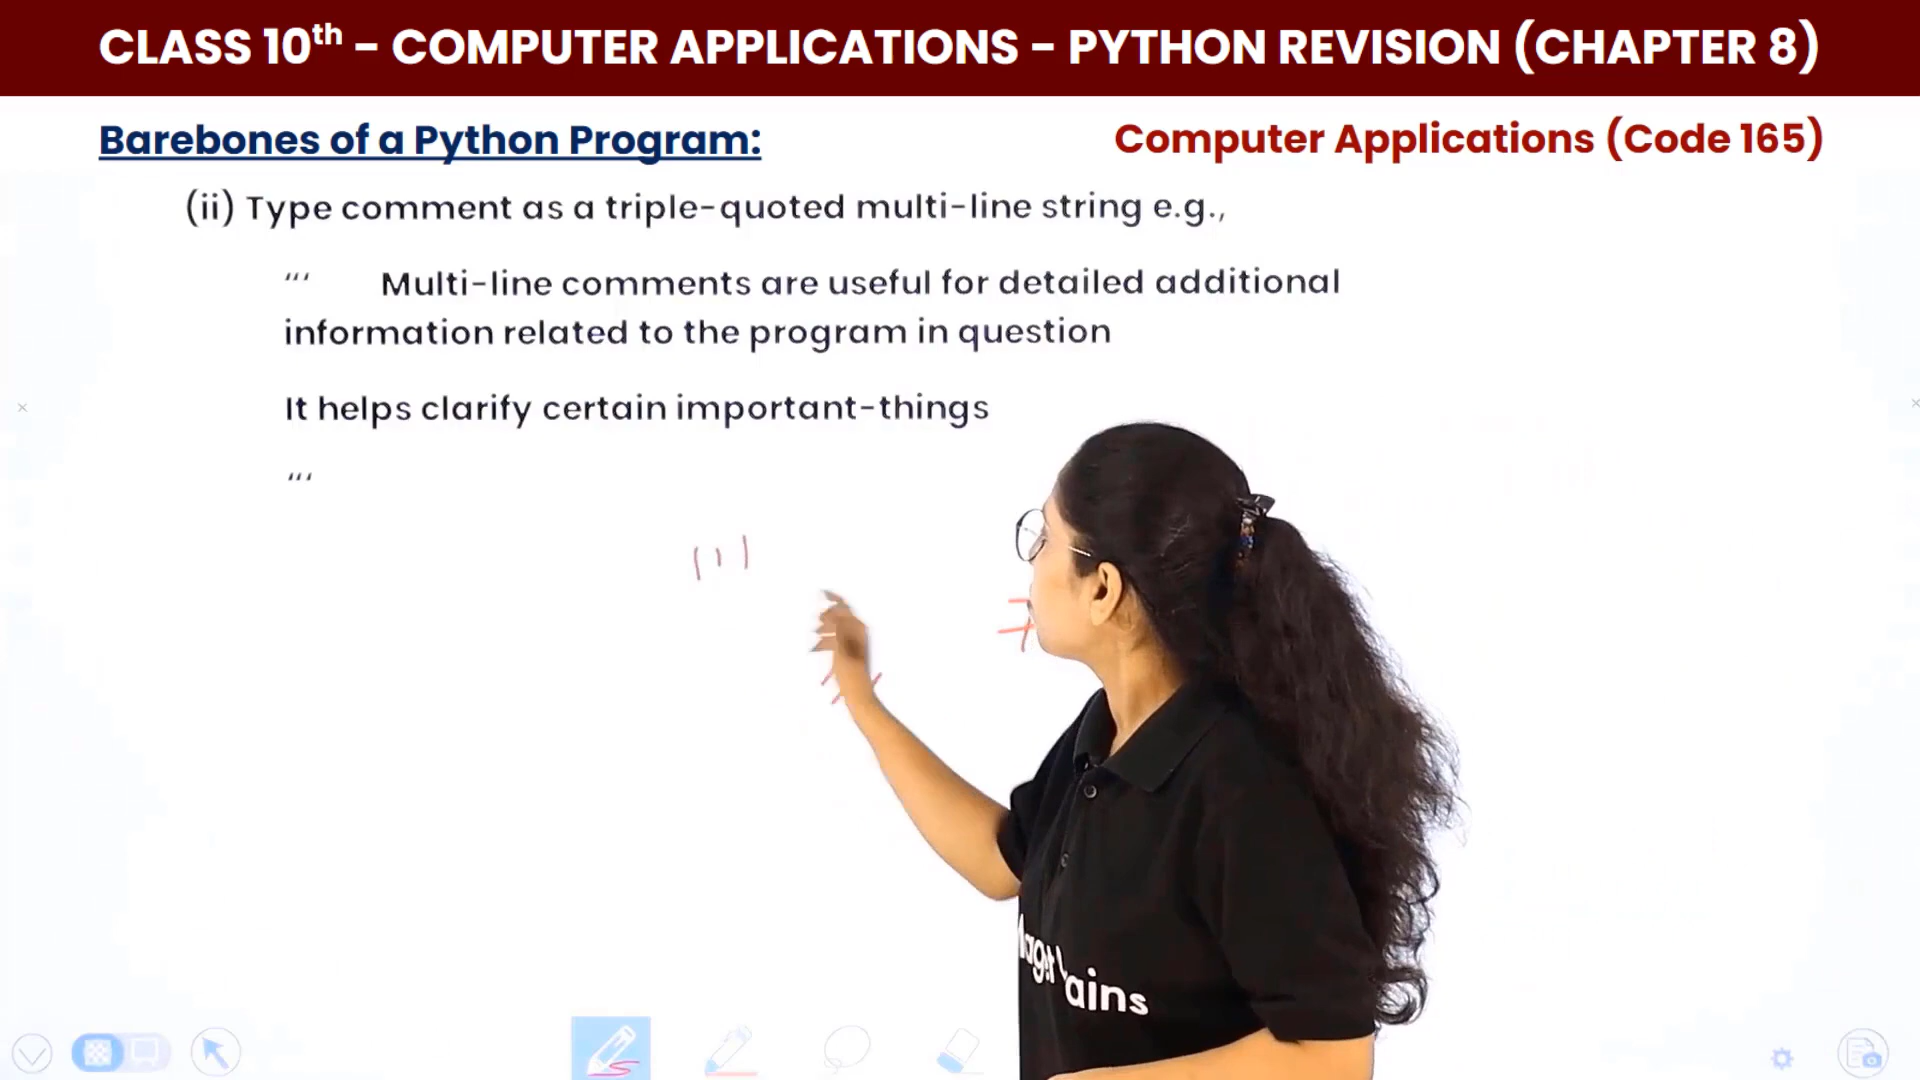 CLASS 10th – COMPUTER APPLICATIONS – PYTHON REVISION (CHAPTER 8)
Barebones of a Python Program:
Computer Applications (Code 165)
(ii) Type comment as a triple-quoted multi-line string e.g.,
‘‘‘ Multi-line comments are useful for detailed additional
information related to the program in question
It helps clarify certain important-things
‘‘‘